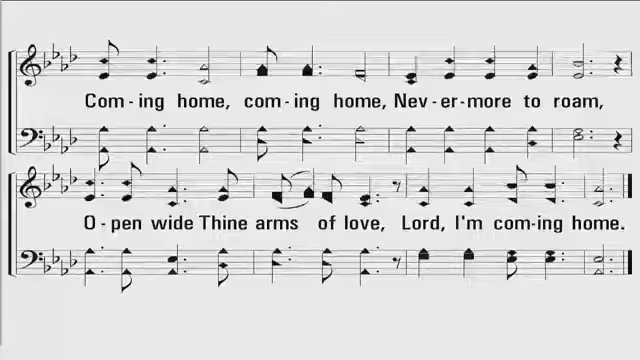 Com - ing home, com - ing home, Nev - er - more to roam,
O - pen wide Thine arms of love, Lord, I'm com - ing home.